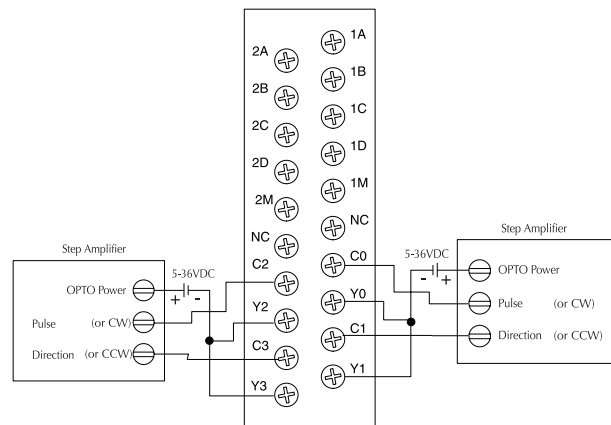 1A
2A
1B
2B
1C
2C
1D
2D
1M
2M
NC
NC
Step Amplifier
OPTO Power
5-36VDC
+ -
Pulse (or CW)
Direction (or CCW)
C2
Y2
C3
Y3
C0
Y0
C1
Y1
Step Amplifier
5-36VDC
- +
OPTO Power
Pulse (or CW)
Direction (or CCW)